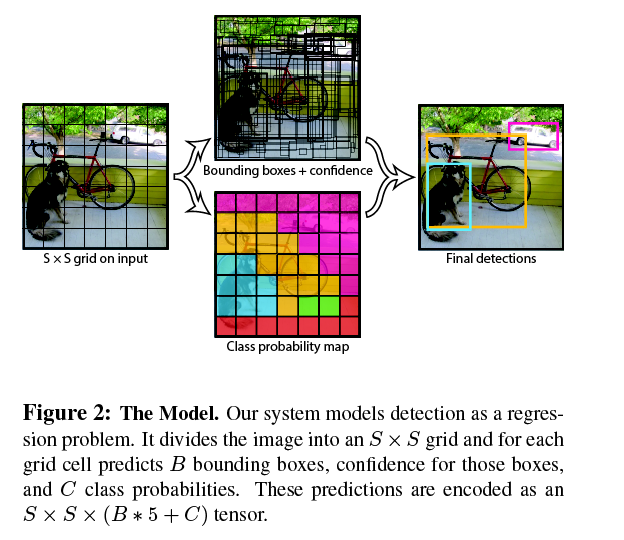 Bounding boxes + confidence
S × S grid on input
Final detections
Class probability map
Figure 2: The Model. Our system models detection as a regres-
sion problem. It divides the image into an S × S grid and for each
grid cell predicts B bounding boxes, confidence for those boxes,
and C class probabilities. These predictions are encoded as an
S × S × (B ∗ 5 + C) tensor.